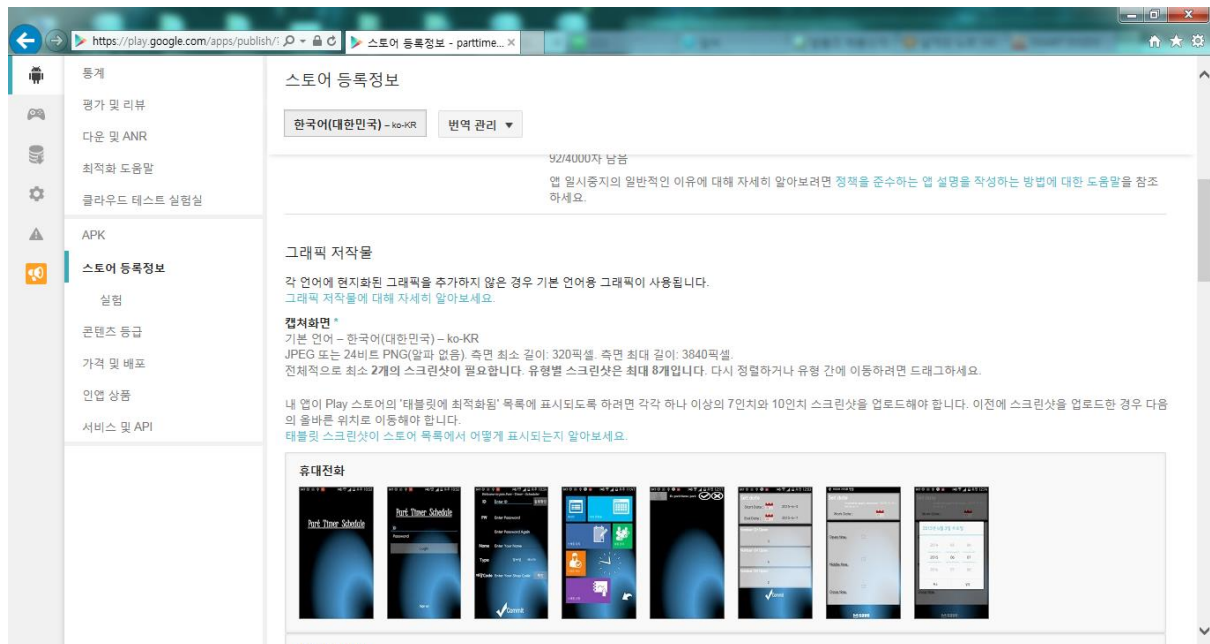 https://play.google.com/apps/publish/
스토어 등록정보 - parttime...
통계
평가 및 리뷰
다운 및 ANR
최적화 도움말
클라우드 테스트 실험실
APK
스토어 등록정보
실험
콘텐츠 등급
가격 및 배포
인앱 상품
서비스 및 API
스토어 등록정보
한국어(대한민국) – ko-KR 번역 관리
92/4000자 남음
앱 일시중지의 일반적인 이유에 대해 자세히 알아보려면 정책을 준수하는 앱 설명을 작성하는 방법에 대한 도움말을 참조
하세요.
그래픽 저작물
각 언어에 현지화된 그래픽을 추가하지 않은 경우 기본 언어용 그래픽이 사용됩니다.
그래픽 저작물에 대해 자세히 알아보세요.
캡쳐화면 *
기본 언어 – 한국어(대한민국) – ko-KR
JPEG 또는 24비트 PNG(알파 없음). 측면 최소 길이: 320픽셀. 측면 최대 길이: 3840픽셀.
전체적으로 최소 2개의 스크린샷이 필요합니다. 유형별 스크린샷은 최대 8개입니다. 다시 정렬하거나 유형 간에 이동하려면 드래그하세요.
내 앱이 Play 스토어의 '태블릿에 최적화됨' 목록에 표시되도록 하려면 각각 하나 이상의 7인치와 10인치 스크린샷을 업로드해야 합니다. 이전에 스크린샷을 업로드한 경우 다음
의 올바른 위치로 이동해야 합니다.
태블릿 스크린샷이 스토어 목록에서 어떻게 표시되는지 알아보세요.
휴대전화
Part Timer Schedule
Part Timer Schedule
Password
Login
ID Enter ID
PW Enter Password
Enter Password Again
Name Enter Your Name
Type
Enter Your Shop Code
Commit
Commit